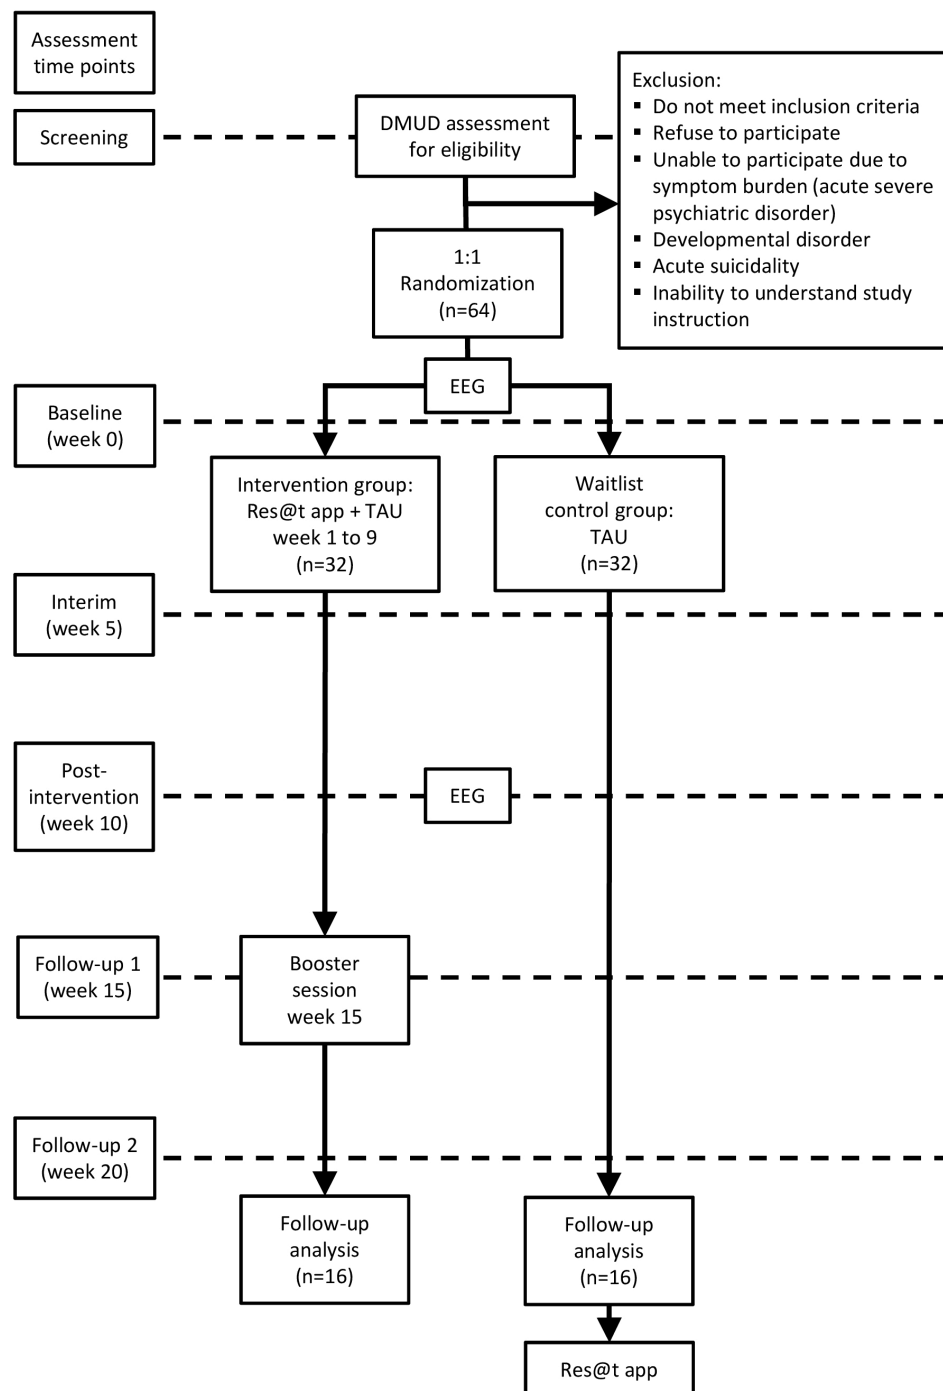 Assessment
time points
Screening
DMUD assessment
for eligibility
Exclusion:
▪ Do not meet inclusion criteria
▪ Refuse to participate
▪ Unable to participate due to
symptom burden (acute severe
psychiatric disorder)
▪ Developmental disorder
▪ Acute suicidality
▪ Inability to understand study
instruction
1:1
Randomization
(n=64)
EEG
Baseline
(week 0)
Intervention group:
Res@t app + TAU
week 1 to 9
(n=32)
Waitlist
control group:
TAU
(n=32)
Interim
(week 5)
Post-
intervention
(week 10)
EEG
Follow-up 1
(week 15)
Booster
session
week 15
Follow-up 2
(week 20)
Follow-up
analysis
(n=16)
Follow-up
analysis
(n=16)
Res@t app